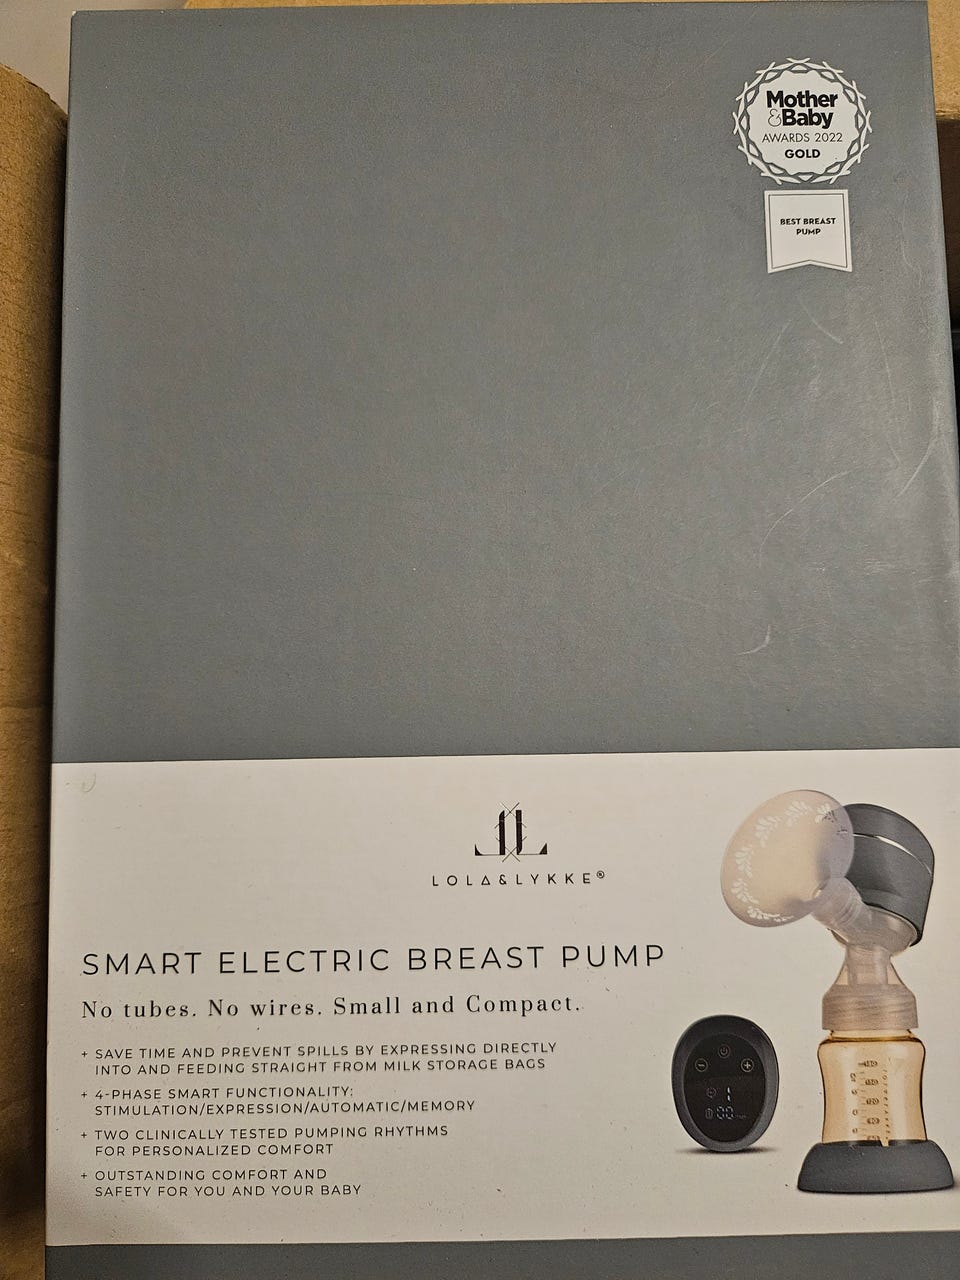 Mother
&Baby
AWARDS 2022
GOLD
BEST BREAST
PUMP
LOLA&LYKKE®
SMART ELECTRIC BREAST PUMP
No tubes. No wires. Small and Compact.
+ SAVE TIME AND PREVENT SPILLS BY EXPRESSING DIRECTLY
INTO AND FEEDING STRAIGHT FROM MILK STORAGE BAGS
+ 4-PHASE SMART FUNCTIONALITY:
STIMULATION/EXPRESSION/AUTOMATIC/MEMORY
+ TWO CLINICALLY TESTED PUMPING RHYTHMS
FOR PERSONALIZED COMFORT
+ OUTSTANDING COMFORT AND
SAFETY FOR YOU AND YOUR BABY